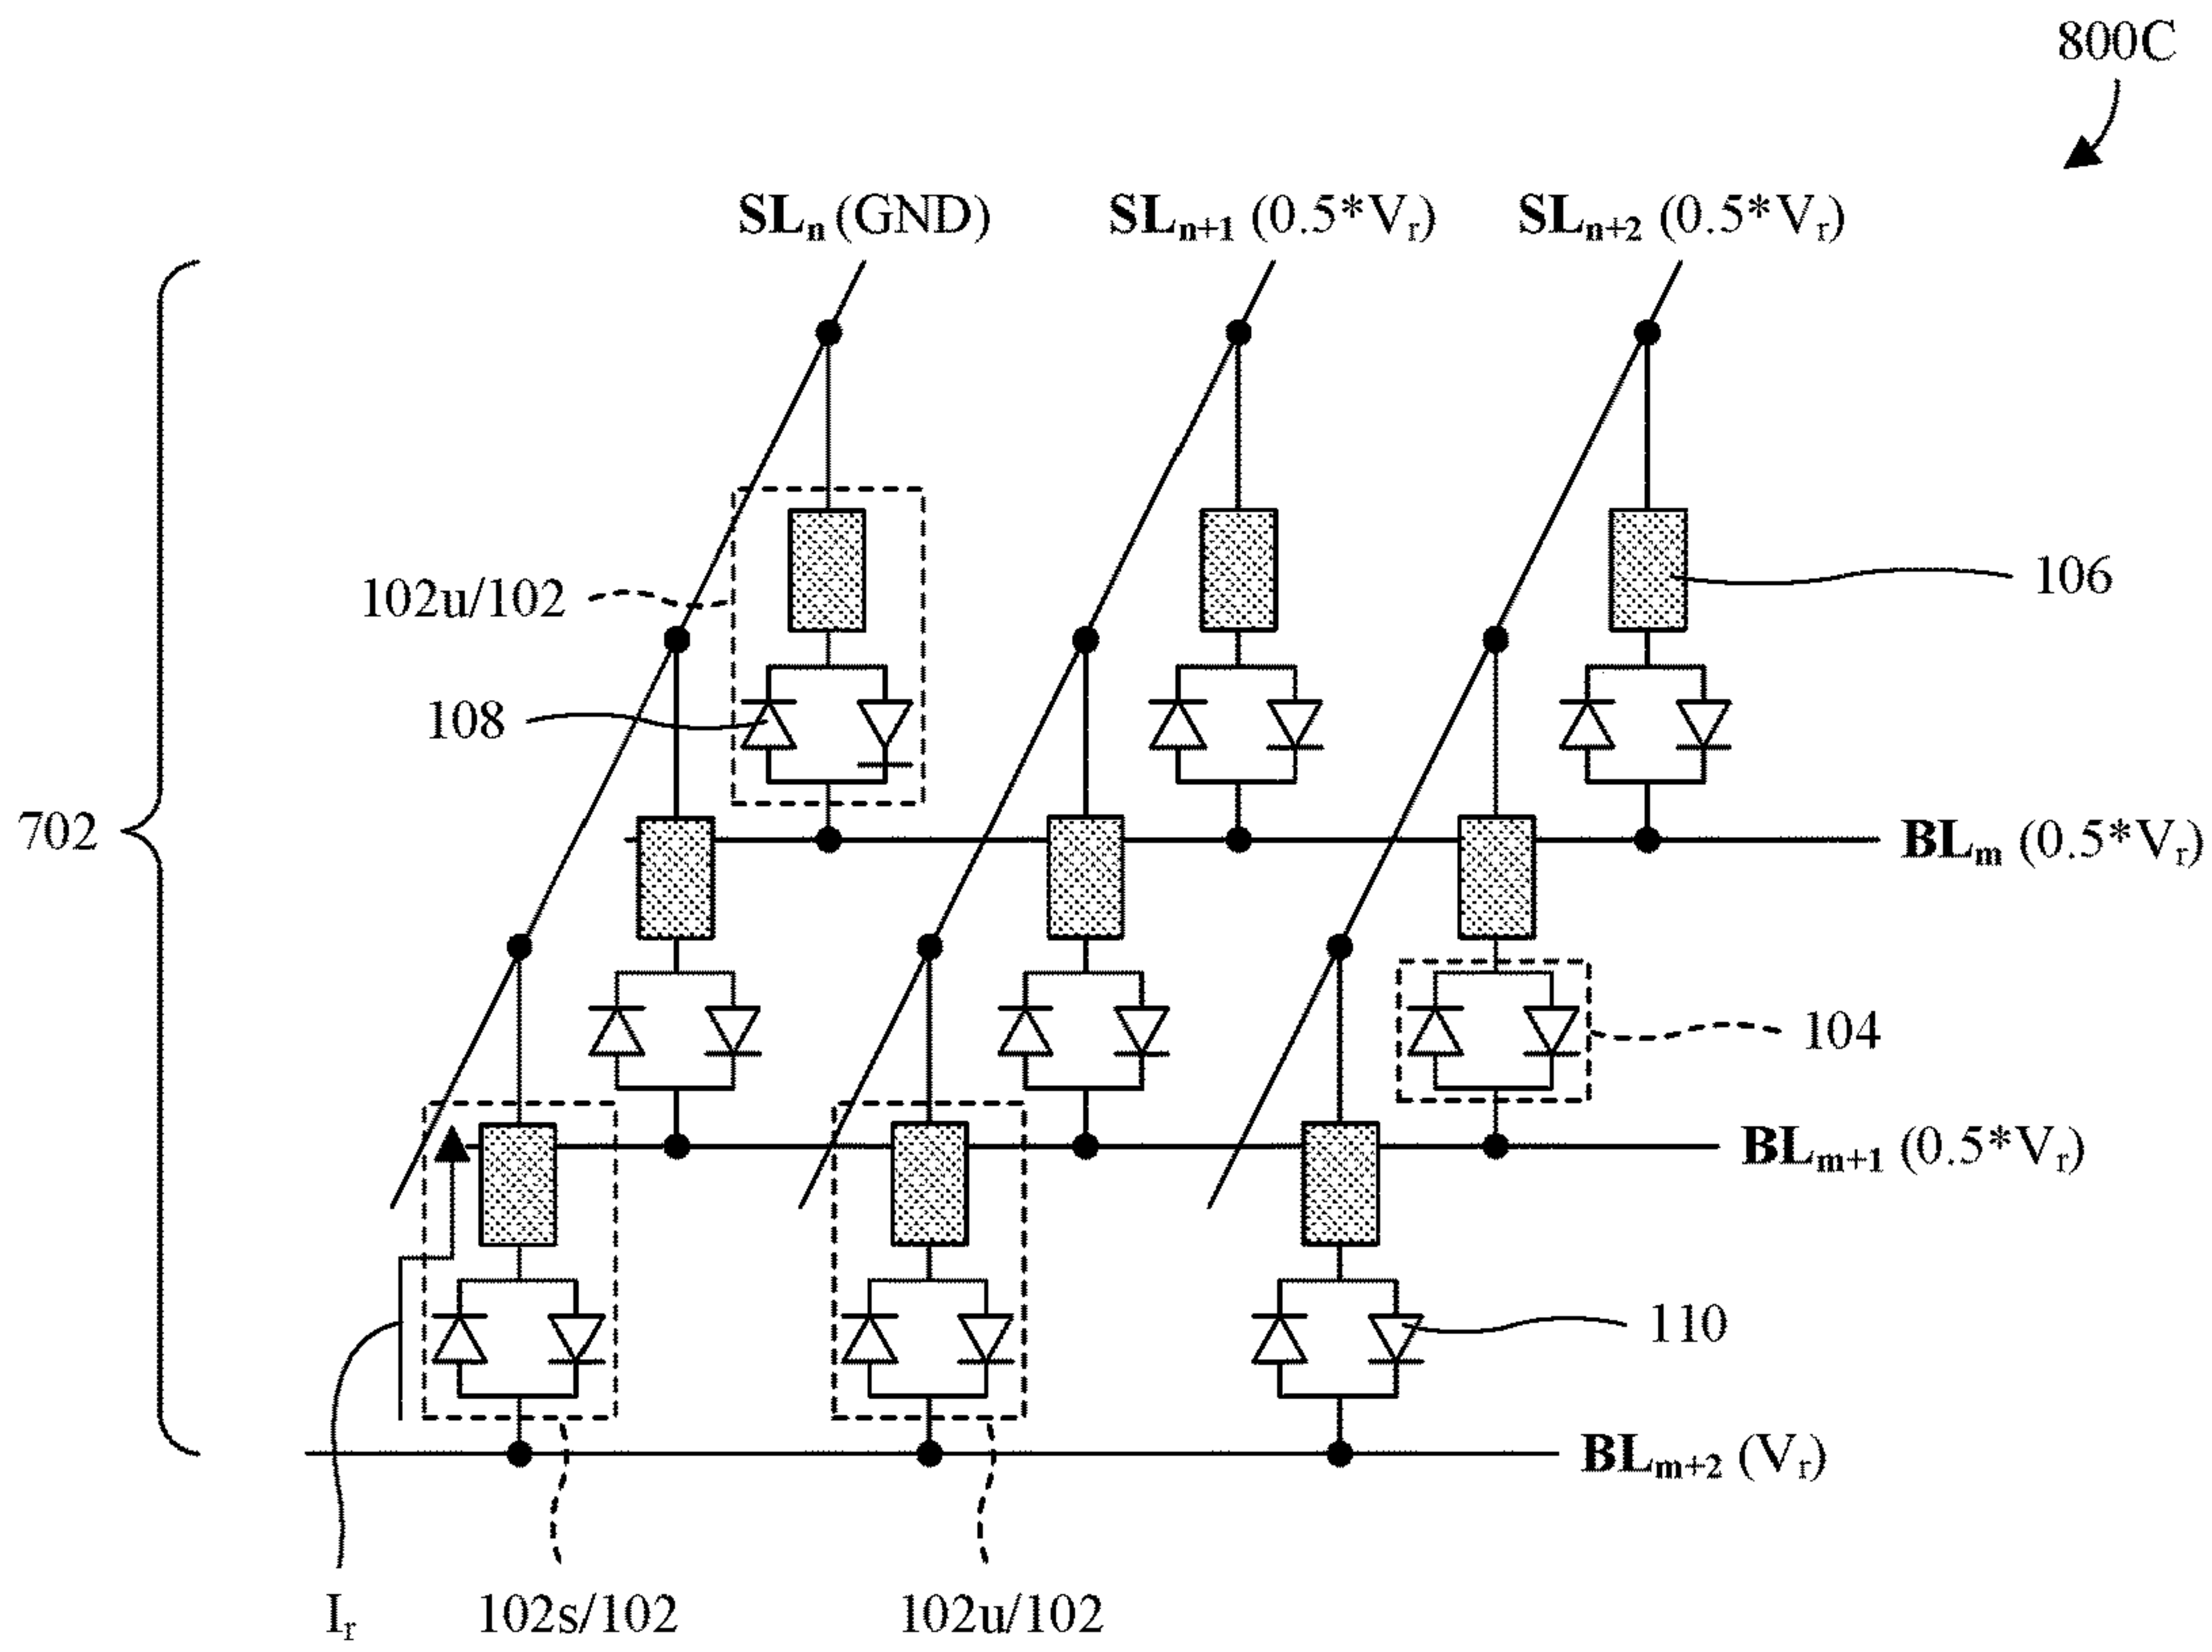 800C
SLn (GND) SLn+1 (0.5*Vr) SLn+2 (0.5*Vr)
102u/102
106
108
702
BLm (0.5*Vr)
104
BLm+1 (0.5*Vr)
110
BLm+2 (Vr)
Ir 102s/102 102u/102